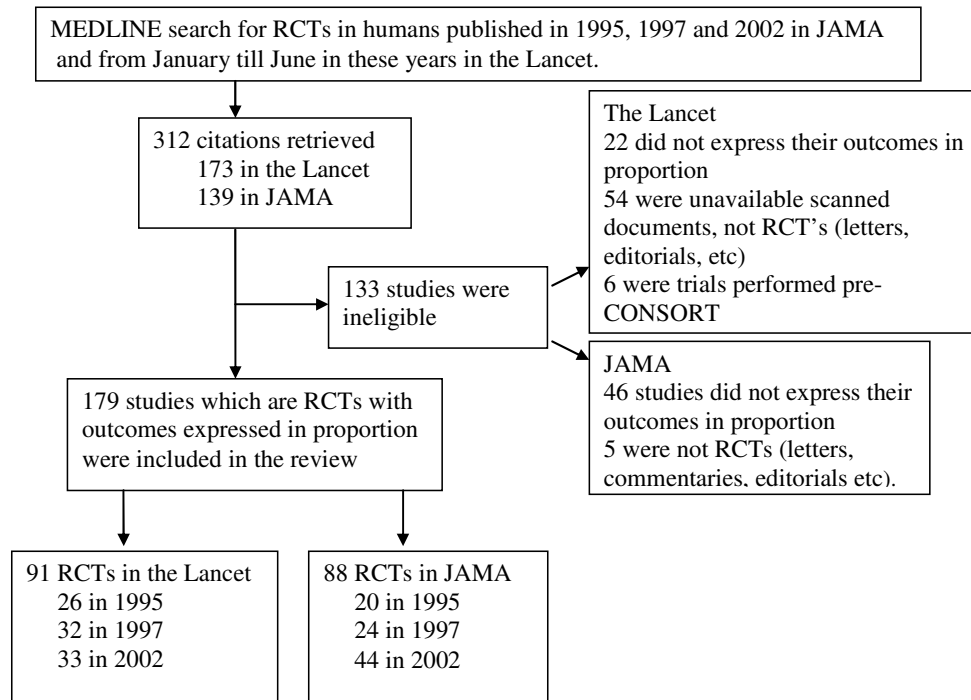 MEDLINE search for RCTs in humans published in 1995, 1997 and 2002 in JAMA
and from January till June in these years in the Lancet.
312 citations retrieved
173 in the Lancet
139 in JAMA
The Lancet
22 did not express their outcomes in
proportion
54 were unavailable scanned
documents, not RCT's (letters,
editorials, etc)
6 were trials performed pre-
CONSORT
133 studies were
ineligible
JAMA
46 studies did not express their
outcomes in proportion
5 were not RCTs (letters,
commentaries, editorials etc).
179 studies which are RCTs with
outcomes expressed in proportion
were included in the review
91 RCTs in the Lancet
26 in 1995
32 in 1997
33 in 2002
88 RCTs in JAMA
20 in 1995
24 in 1997
44 in 2002